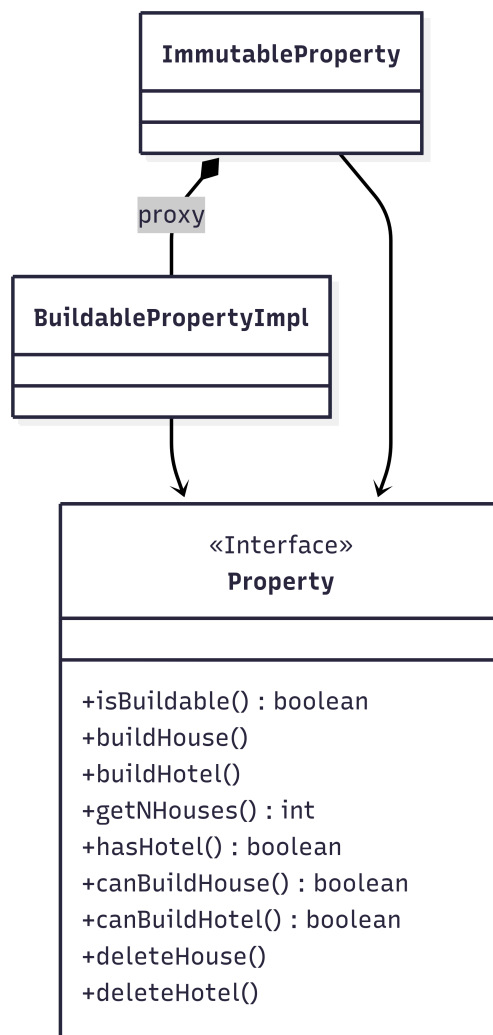 ImmutableProperty
proxy
BuildablePropertyImpl
«Interface»
Property
+isBuildable() : boolean
+buildHouse()
+buildHotel()
+getNHouses() : int
+hasHotel() : boolean
+canBuildHouse() : boolean
+canBuildHotel() : boolean
+deleteHouse()
+deleteHotel()